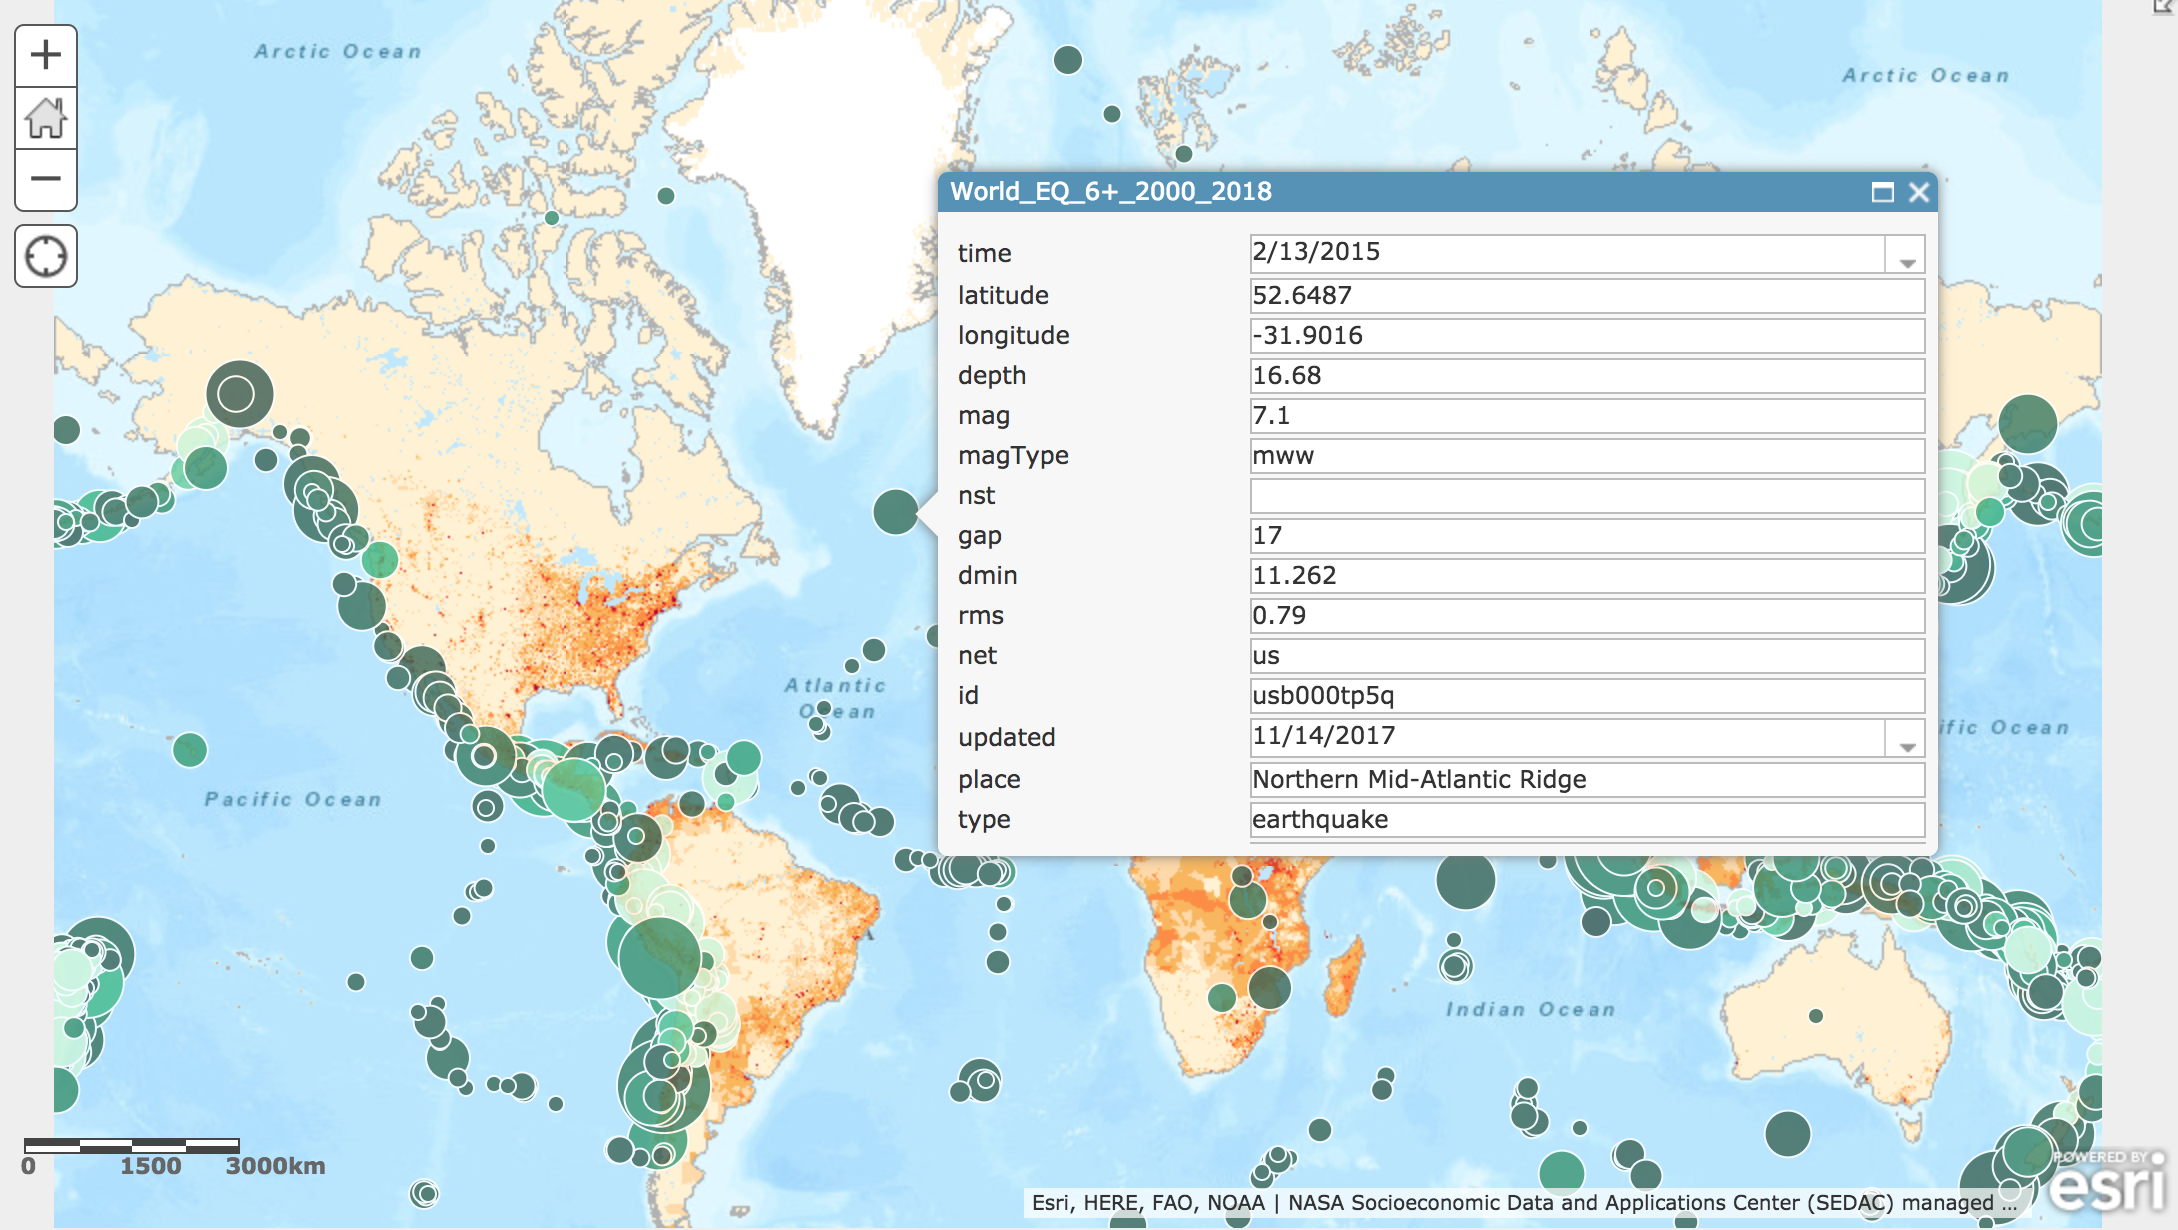 Arctic Ocean
Arctic Ocean
World_EQ_6+_2000_2018
time 2/13/2015
latitude 52.6487
longitude -31.9016
depth 16.68
mag 7.1
magType mww
nst
gap 17
dmin 11.262
rms 0.79
net us
id usb000tp5q
updated 11/14/2017
place Northern Mid-Atlantic Ridge
type earthquake
Atlantic
Ocean
ific Ocean
Pacific Ocean
Indian Ocean
0 1500 3000km
POWERED BY
esri
Esri, HERE, FAO, NOAA | NASA Socioeconomic Data and Applications Center (SEDAC) managed ...